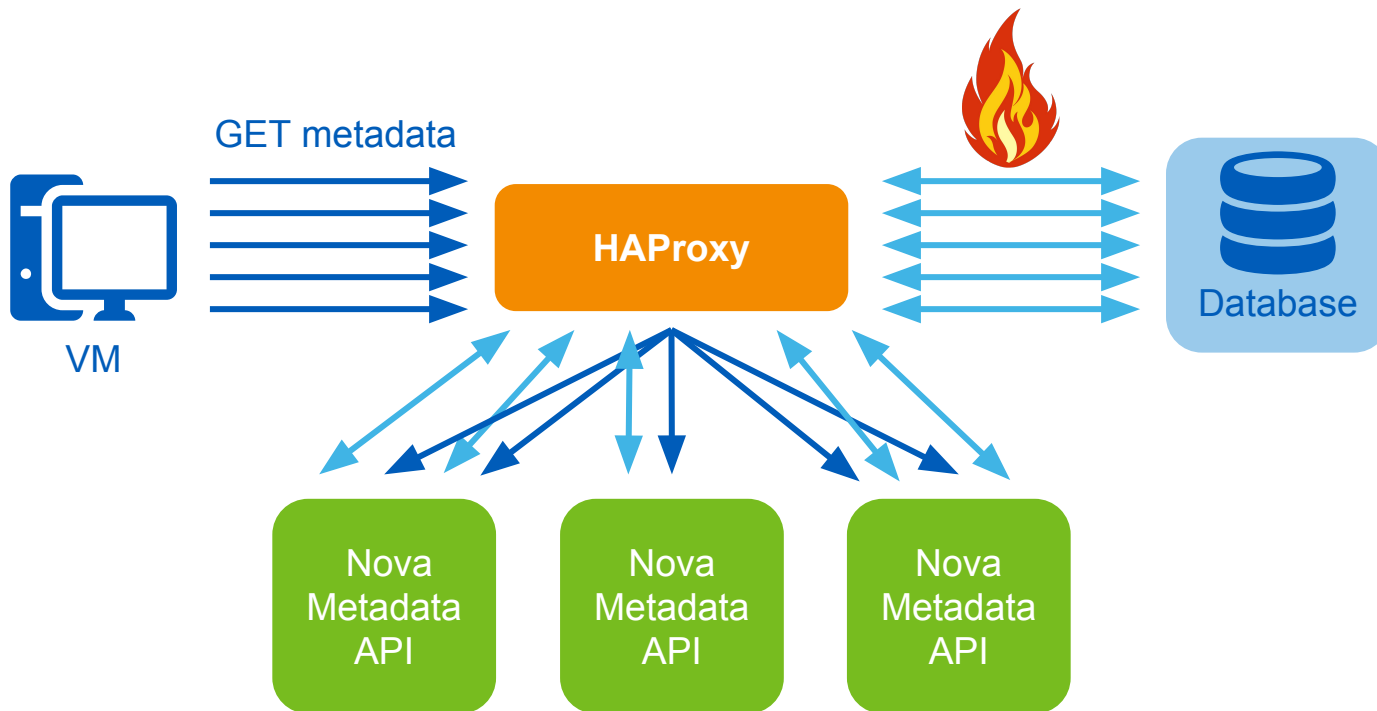 GET metadata
HAProxy
VM
Database
Nova
Metadata
API
Nova
Metadata
API
Nova
Metadata
API